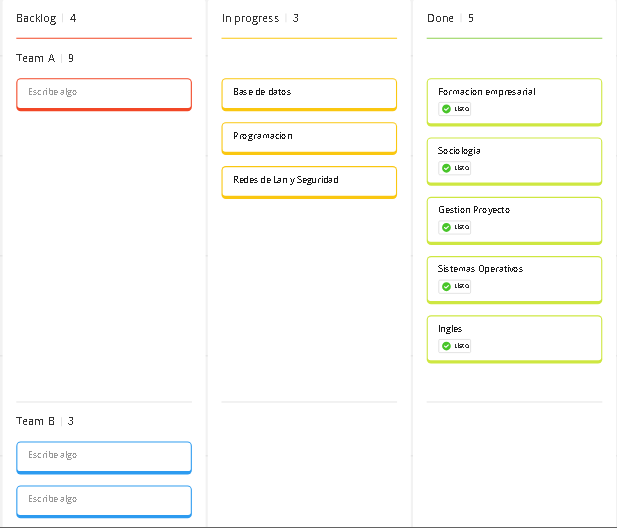 Backlog | 4
In progress | 3
Done | 5
Team A | 9
Escribe algo
Base de datos
Programacion
Redes de Lan y Seguridad
Formacion empresarial
Listo
Sociologia
Listo
Gestion Proyecto
Listo
Sistemas Operativos
Listo
Ingles
Listo
Team B | 3
Escribe algo
Escribe algo